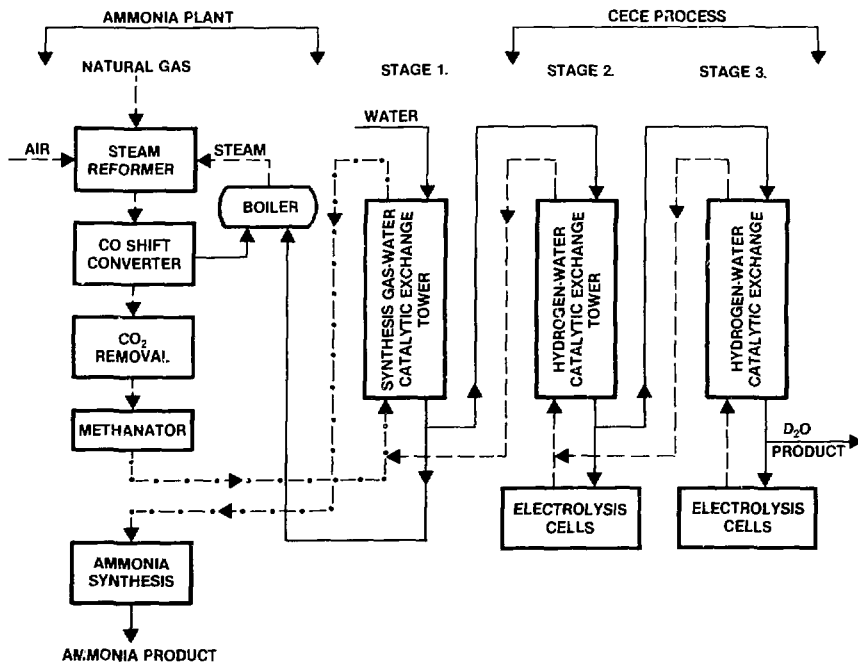 AMMONIA PLANT
CECE PROCESS
NATURAL GAS
STAGE 1.
STAGE 2.
STAGE 3.
AIR
STEAM
REFORMER
STEAM
WATER
BOILER
CO SHIFT
CONVERTER
CO2
REMOVAL
METHANATOR
SYNTHESIS GAS-WATER
CATALYTIC EXCHANGE
TOWER
HYDROGEN-WATER
CATALYTIC EXCHANGE
TOWER
HYDROGEN-WATER
CATALYTIC EXCHANGE
D2O
PRODUCT
ELECTROLYSIS
CELLS
ELECTROLYSIS
CELLS
AMMONIA
SYNTHESIS
AMMONIA PRODUCT